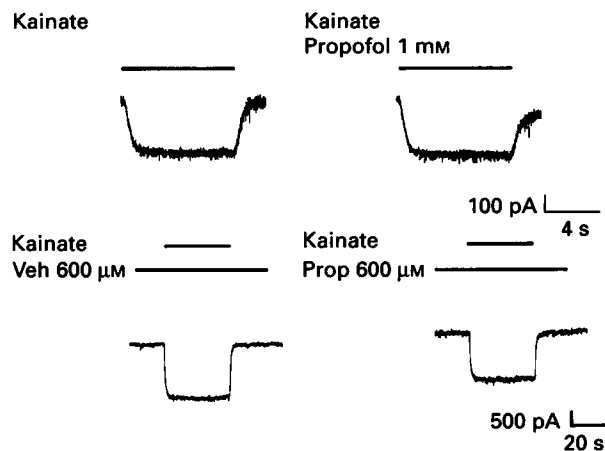 Kainate
Kainate
Propofol 1 mM
100 pA
4 s
Kainate
Veh 600 μM
Kainate
Prop 600 μM
500 pA
20 s